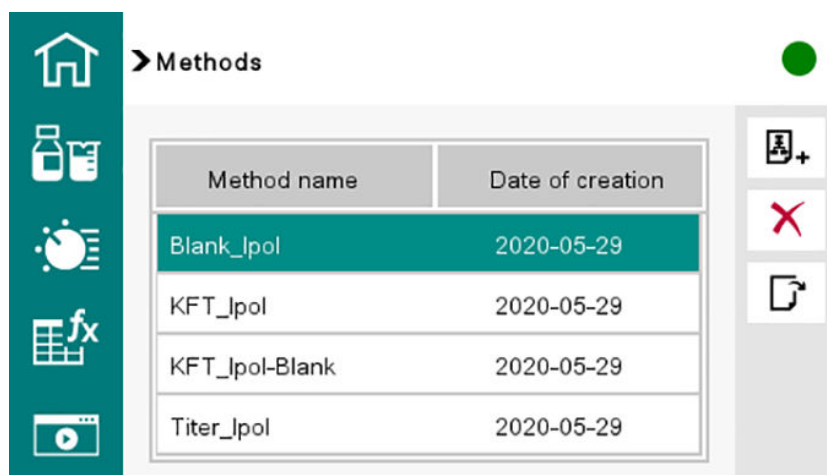 Methods
Method name Date of creation
Blank_Ipol 2020-05-29
KFT_Ipol 2020-05-29
KFT_Ipol-Blank 2020-05-29
Titer_Ipol 2020-05-29
fx